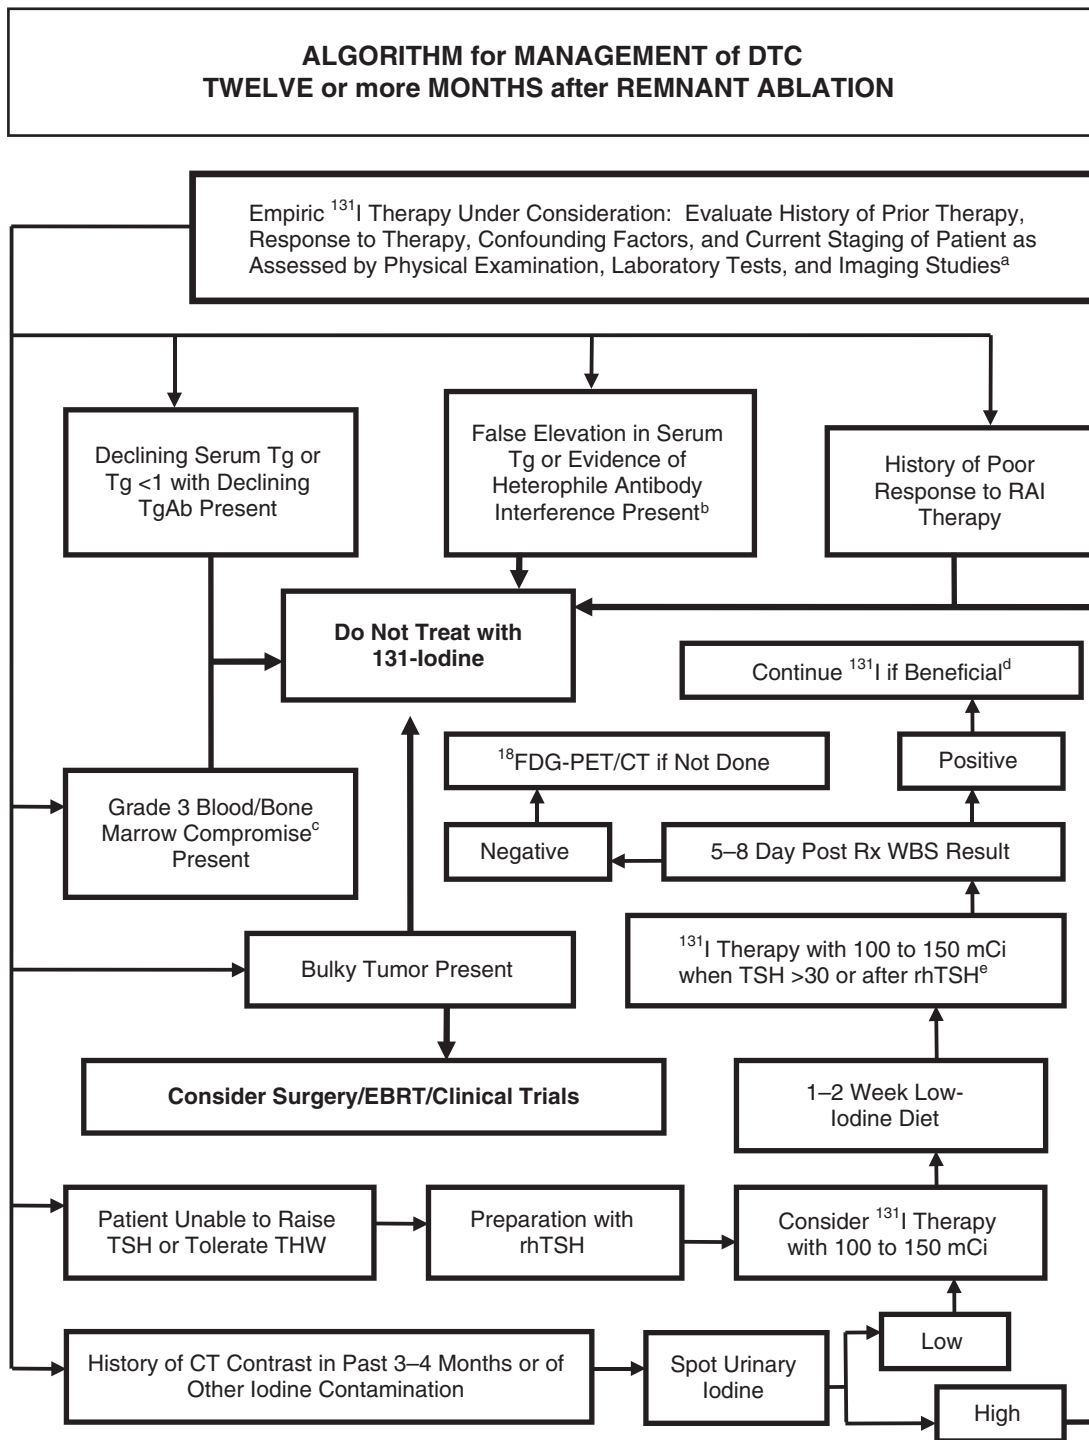 ALGORITHM for MANAGEMENT of DTC
TWELVE or more MONTHS after REMNANT ABLATION
Empiric ¹³¹I Therapy Under Consideration: Evaluate History of Prior Therapy,
Response to Therapy, Confounding Factors, and Current Staging of Patient as
Assessed by Physical Examination, Laboratory Tests, and Imaging Studiesᵃ
Declining Serum Tg or
Tg <1 with Declining
TgAb Present
False Elevation in Serum
Tg or Evidence of
Heterophile Antibody
Interference Presentᵇ
History of Poor
Response to RAI
Therapy
Do Not Treat with
131-Iodine
Continue ¹³¹I if Beneficialᵈ
¹⁸FDG-PET/CT if Not Done
Positive
Grade 3 Blood/Bone
Marrow Compromiseᶜ
Present
Negative
5–8 Day Post Rx WBS Result
Bulky Tumor Present
¹³¹I Therapy with 100 to 150 mCi
when TSH >30 or after rhTSHᵉ
Consider Surgery/EBRT/Clinical Trials
1–2 Week Low-
Iodine Diet
Patient Unable to Raise
TSH or Tolerate THW
Preparation with
rhTSH
Consider ¹³¹I Therapy
with 100 to 150 mCi
History of CT Contrast in Past 3–4 Months or of
Other Iodine Contamination
Spot Urinary
Iodine
Low
High